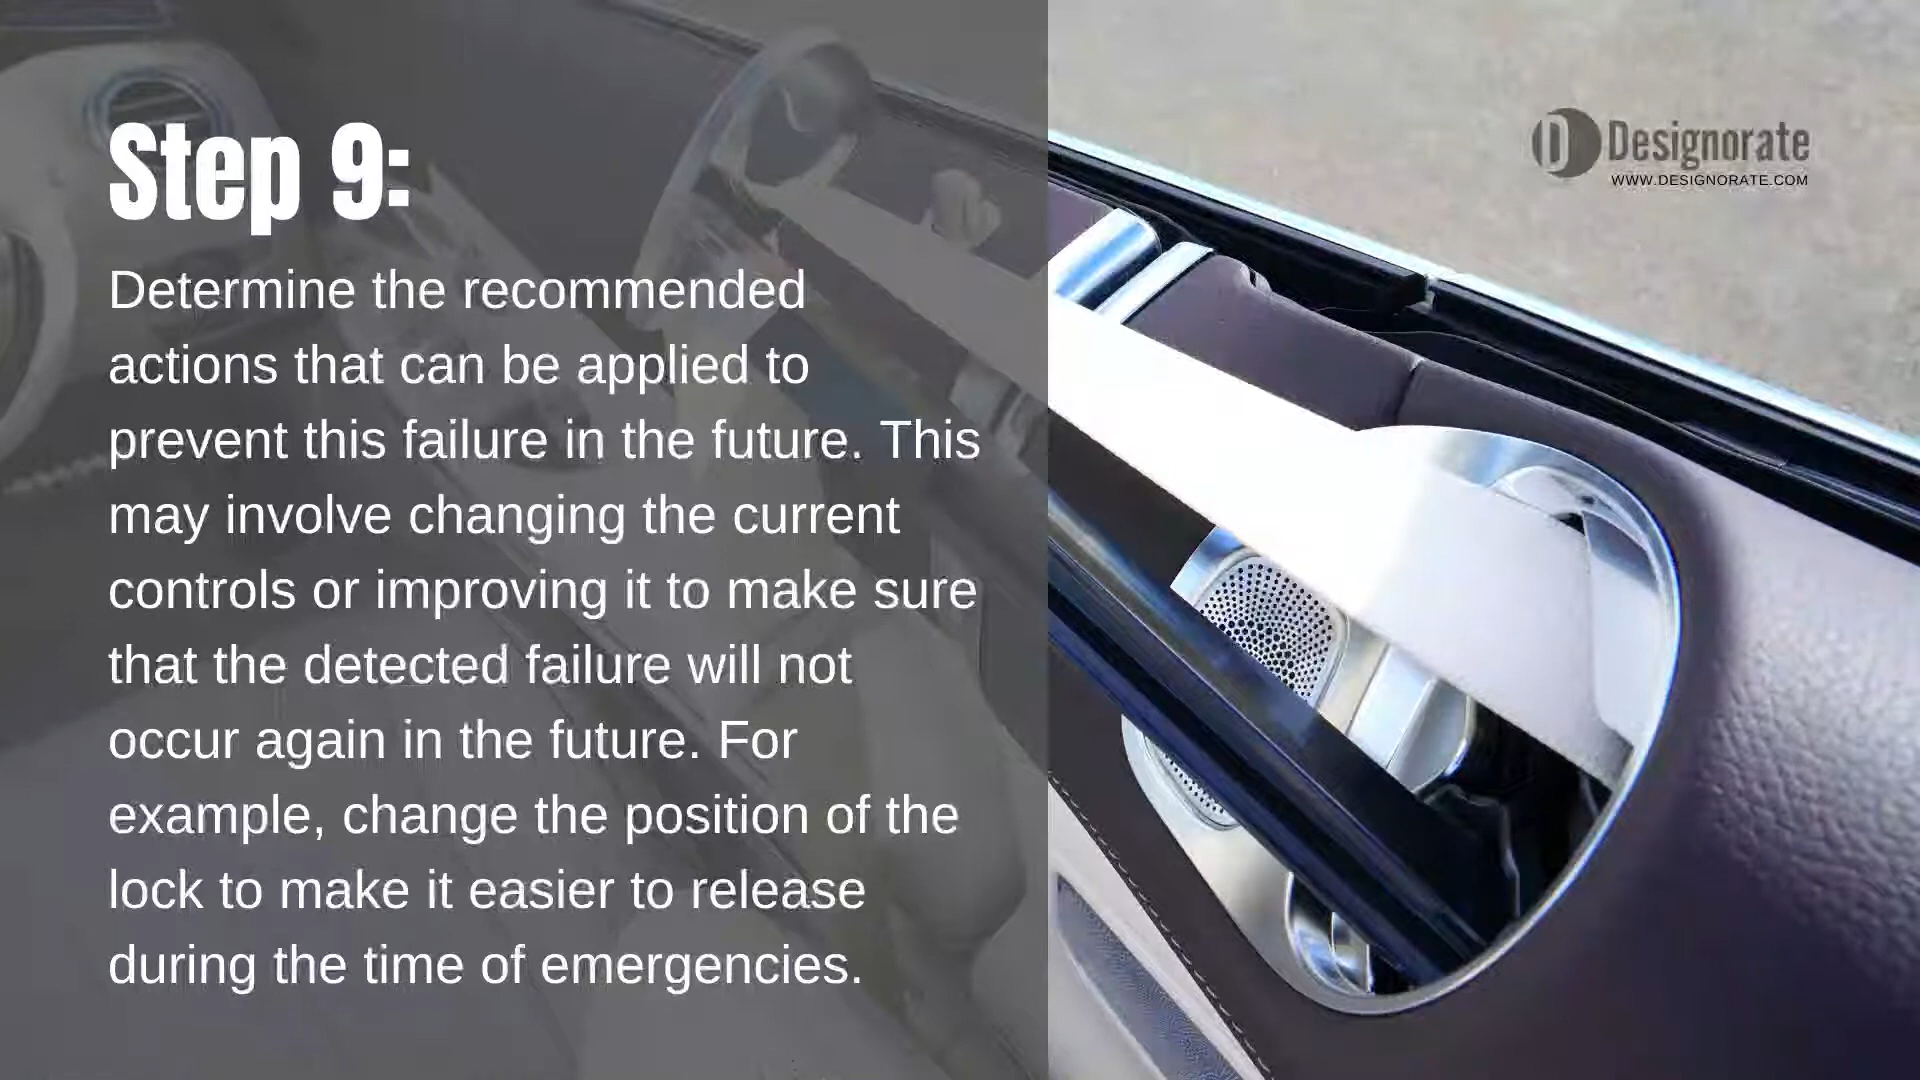 Step 9:
Determine the recommended
actions that can be applied to
prevent this failure in the future. This
may involve changing the current
controls or improving it to make sure
that the detected failure will not
occur again in the future. For
example, change the position of the
lock to make it easier to release
during the time of emergencies.
Designorate
WWW.DESIGNORATE.COM